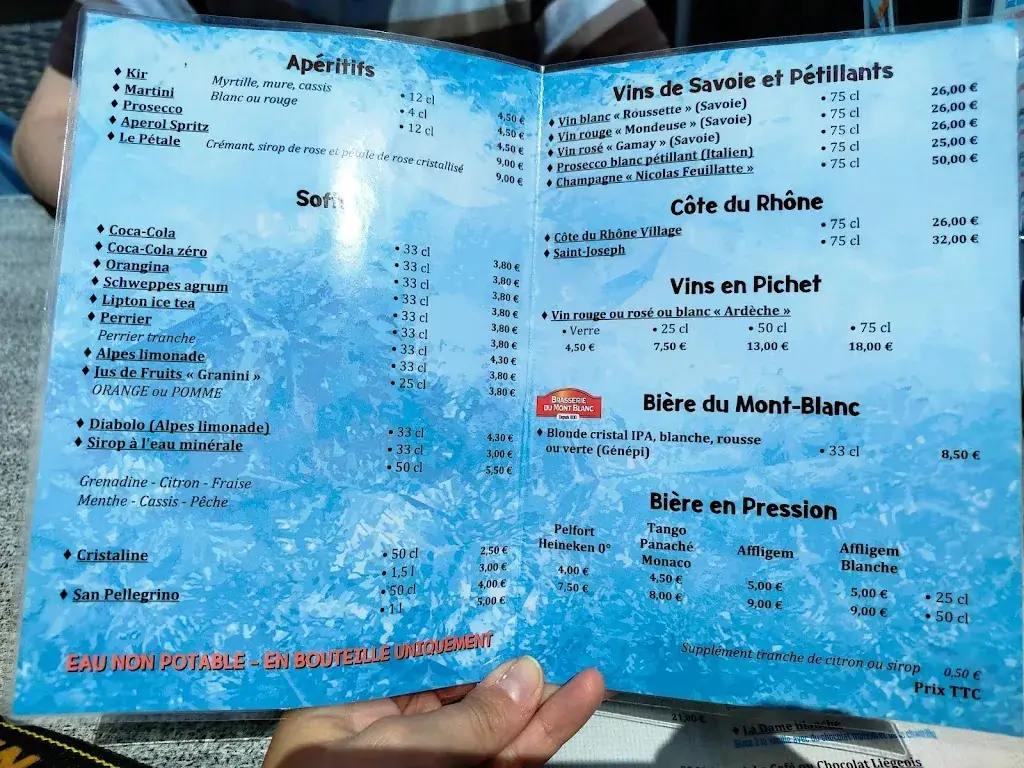 Apéritifs
♦ Kir Myrtille, mure, cassis • 12 cl 4,50 €
♦ Martini Blanc ou rouge • 4 cl 4,50 €
♦ Prosecco • 12 cl 4,50 €
♦ Aperol Spritz 9,00 €
♦ Le Pétale Crémant, sirop de rose et pétale de rose cristallisé 9,00 €
Soft
♦ Coca-Cola • 33 cl 3,80 €
♦ Coca-Cola zéro • 33 cl 3,80 €
♦ Orangina • 33 cl 3,80 €
♦ Schweppes agrum • 33 cl 3,80 €
♦ Lipton ice tea • 33 cl 3,80 €
♦ Perrier • 33 cl 3,80 €
Perrier tranche • 33 cl 4,30 €
♦ Alpes limonade • 33 cl 3,80 €
♦ Jus de Fruits « Granini » • 25 cl 3,80 €
ORANGE ou POMME
♦ Diabolo (Alpes limonade) • 33 cl 4,30 €
♦ Sirop à l'eau minérale • 33 cl 3,00 €
• 50 cl 5,50 €
Grenadine - Citron - Fraise
Menthe - Cassis - Pêche
♦ Cristaline • 50 cl 2,50 €
• 1,5 l 3,00 €
♦ San Pellegrino • 50 cl 4,00 €
• 1 l 5,00 €
EAU NON POTABLE - EN BOUTEILLE UNIQUEMENT
Vins de Savoie et Pétillants
♦ Vin blanc « Roussette » (Savoie) • 75 cl 26,00 €
♦ Vin rouge « Mondeuse » (Savoie) • 75 cl 26,00 €
♦ Vin rosé « Gamay » (Savoie) • 75 cl 26,00 €
♦ Prosecco blanc pétillant (Italien) • 75 cl 25,00 €
♦ Champagne « Nicolas Feuillatte » • 75 cl 50,00 €
Côte du Rhône
♦ Côte du Rhône Village • 75 cl 26,00 €
♦ Saint-Joseph • 75 cl 32,00 €
Vins en Pichet
♦ Vin rouge ou rosé ou blanc « Ardèche »
• Verre • 25 cl • 50 cl • 75 cl
4,50 € 7,50 € 13,00 € 18,00 €
BRASSERIE
DU MONT BLANC
Bière du Mont-Blanc
♦ Blonde cristal IPA, blanche, rousse
ou verte (Génépi) • 33 cl 8,50 €
Bière en Pression
Pelfort
Heineken 0°
Tango
Panaché
Monaco
Affligem
Affligem
Blanche
4,00 € 4,50 € 5,00 € 5,00 € • 25 cl
7,50 € 8,00 € 9,00 € 9,00 € • 50 cl
Supplément tranche de citron ou sirop 0,50 €
Prix TTC
21,00 €
♦ La Dame blanche
Café ou Chocolat Liégeois